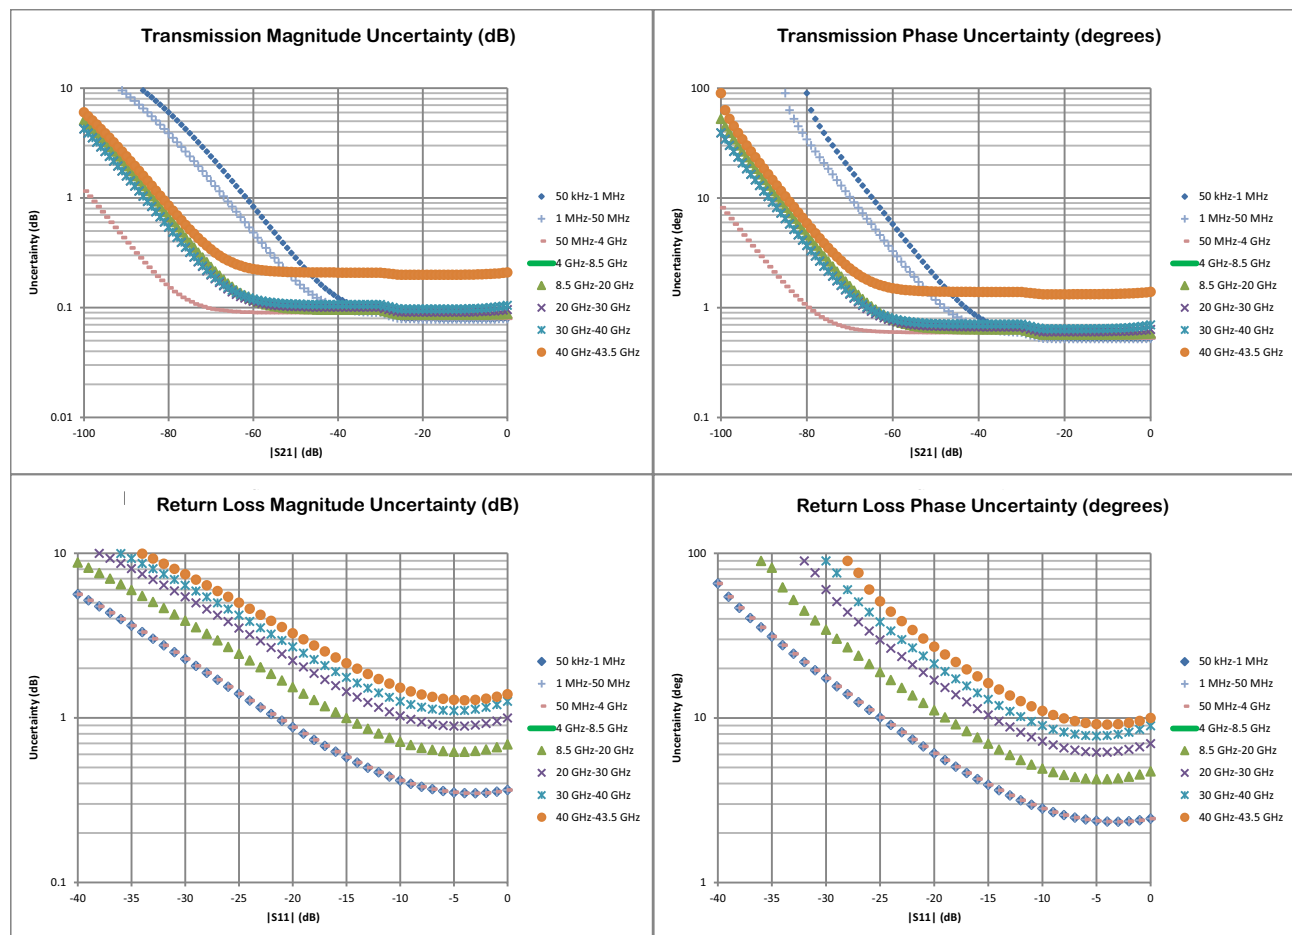 Transmission Magnitude Uncertainty (dB)
Uncertainty (dB)
10
1
0.1
0.01
-100
-80
-60
-40
-20
0
|S21| (dB)
50 kHz-1 MHz
1 MHz-50 MHz
50 MHz-4 GHz
4 GHz-8.5 GHz
8.5 GHz-20 GHz
20 GHz-30 GHz
30 GHz-40 GHz
40 GHz-43.5 GHz
Transmission Phase Uncertainty (degrees)
Uncertainty (deg)
100
10
1
0.1
-100
-80
-60
-40
-20
0
|S21| (dB)
50 kHz-1 MHz
1 MHz-50 MHz
50 MHz-4 GHz
4 GHz-8.5 GHz
8.5 GHz-20 GHz
20 GHz-30 GHz
30 GHz-40 GHz
40 GHz-43.5 GHz
Return Loss Magnitude Uncertainty (dB)
Uncertainty (dB)
10
1
0.1
-40
-35
-30
-25
-20
-15
-10
-5
0
|S11| (dB)
50 kHz-1 MHz
1 MHz-50 MHz
50 MHz-4 GHz
4 GHz-8.5 GHz
8.5 GHz-20 GHz
20 GHz-30 GHz
30 GHz-40 GHz
40 GHz-43.5 GHz
Return Loss Phase Uncertainty (degrees)
Uncertainty (deg)
100
10
1
-40
-35
-30
-25
-20
-15
-10
-5
0
|S11| (dB)
50 kHz-1 MHz
1 MHz-50 MHz
50 MHz-4 GHz
4 GHz-8.5 GHz
8.5 GHz-20 GHz
20 GHz-30 GHz
30 GHz-40 GHz
40 GHz-43.5 GHz